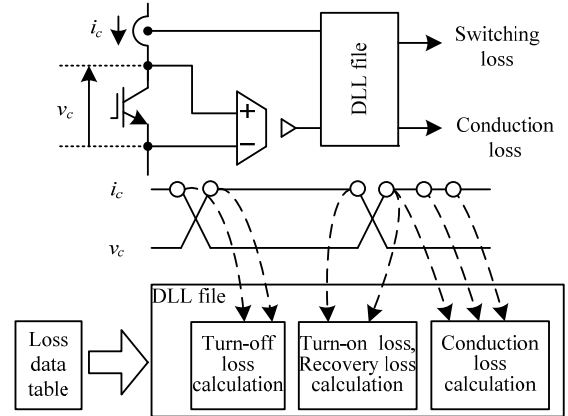 i_c
v_c
+
−
DLL file
Switching
loss
Conduction
loss
i_c
v_c
DLL file
Loss
data
table
Turn-off
loss
calculation
Turn-on loss,
Recovery loss
calculation
Conduction
loss
calculation